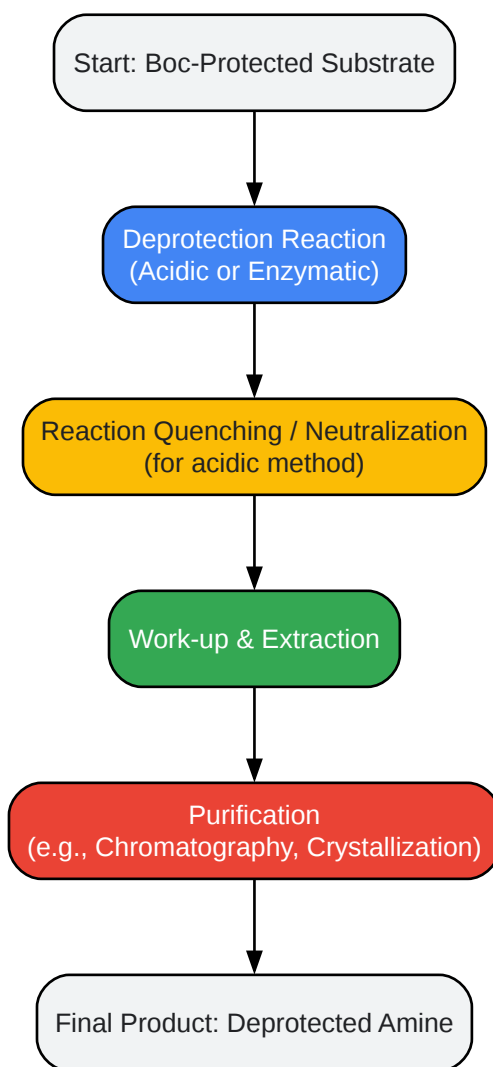 Start: Boc-Protected Substrate
Deprotection Reaction
(Acidic or Enzymatic)
Reaction Quenching / Neutralization
(for acidic method)
Work-up & Extraction
Purification
(e.g., Chromatography, Crystallization)
Final Product: Deprotected Amine